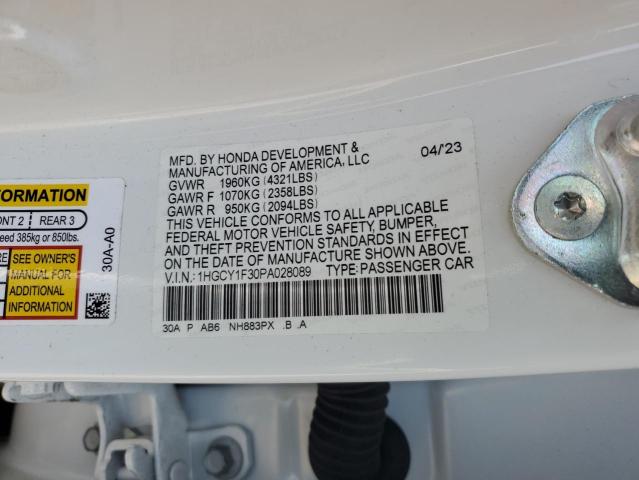 MFD. BY HONDA DEVELOPMENT &
MANUFACTURING OF AMERICA, LLC 04/23
GVWR 1960KG (4321LBS)
GAWR F 1070KG (2358LBS)
GAWR R 950KG (2094LBS)
THIS VEHICLE CONFORMS TO ALL APPLICABLE
FEDERAL MOTOR VEHICLE SAFETY, BUMPER,
AND THEFT PREVENTION STANDARDS IN EFFECT
ON THE DATE OF MANUFACTURE SHOWN ABOVE.
V.I.N.: 1HGCY1F30PA028089 TYPE: PASSENGER CAR
30A P AB6 NH883PX .B .A
FORMATION
ONT 2 REAR 3
eed 385kg or 850lbs.
RE
SEE OWNER'S
MANUAL FOR
ADDITIONAL
INFORMATION
30A-A0